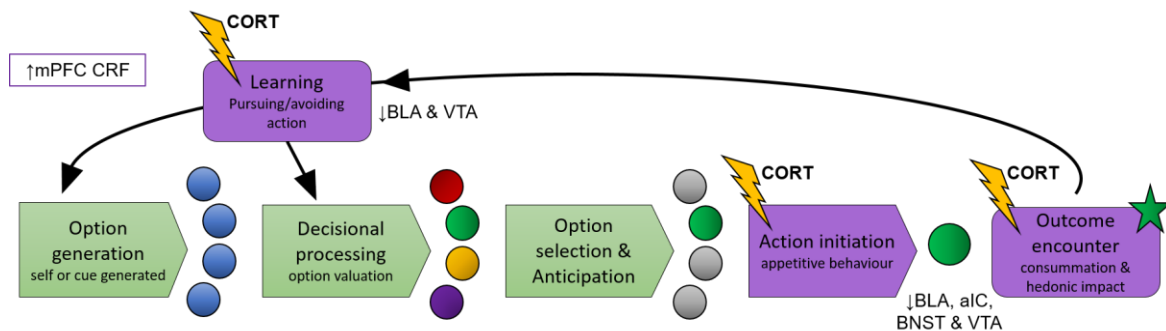 CORT
↑mPFC CRF
Learning
Pursuing/avoiding
action
↓BLA & VTA
Option
generation
self or cue generated
Decisional
processing
option valuation
Option
selection &
Anticipation
CORT
Action initiation
appetitive behaviour
↓BLA, aIC,
BNST & VTA
CORT
Outcome
encounter
consummation &
hedonic impact